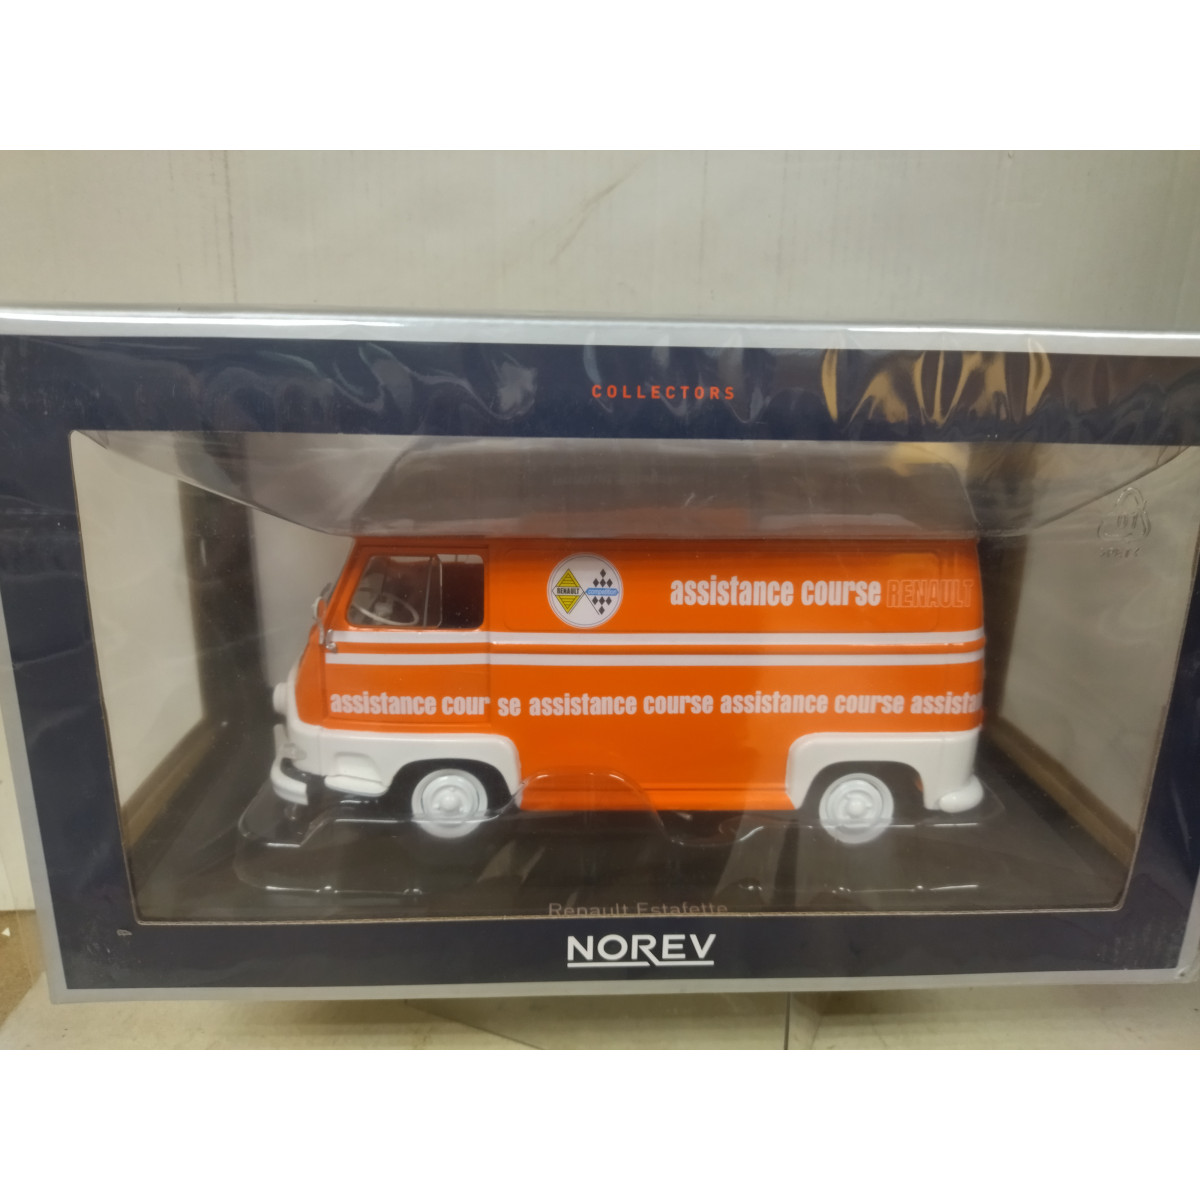 COLLECTORS
RENAULT
assistance course RENAULT
assistance cour se assistance course assistance course assistan
Renault Estafette
NOREV